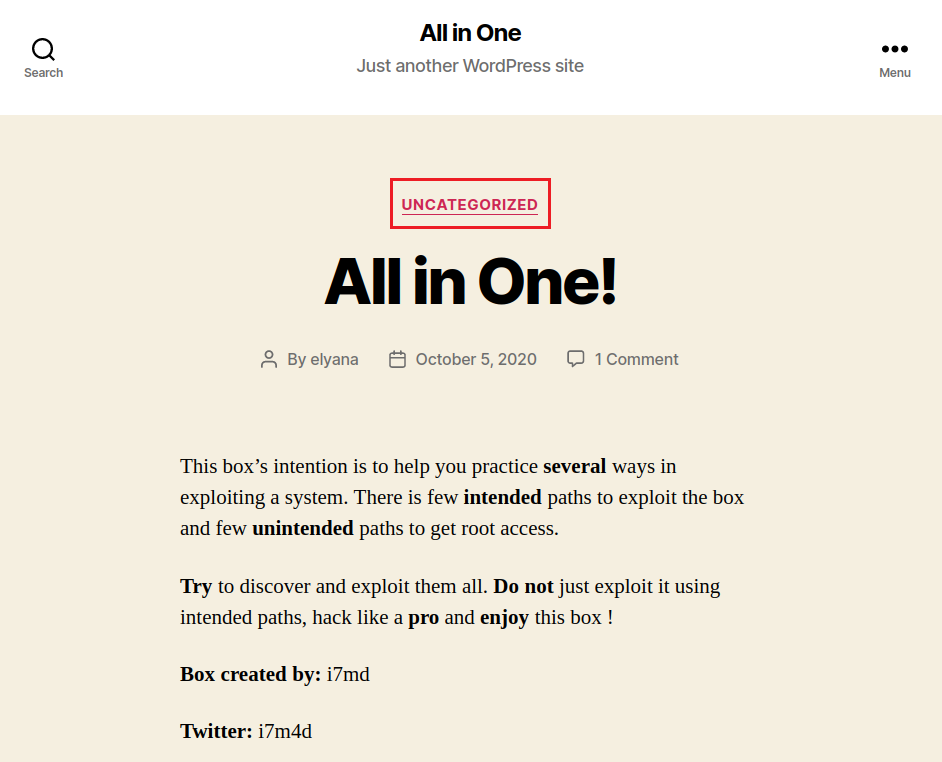 All in One
Just another WordPress site
Search
Menu
UNCATEGORIZED
All in One!
By elyana October 5, 2020 1 Comment
This box’s intention is to help you practice several ways in
exploiting a system. There is few intended paths to exploit the box
and few unintended paths to get root access.
Try to discover and exploit them all. Do not just exploit it using
intended paths, hack like a pro and enjoy this box !
Box created by: i7md
Twitter: i7m4d